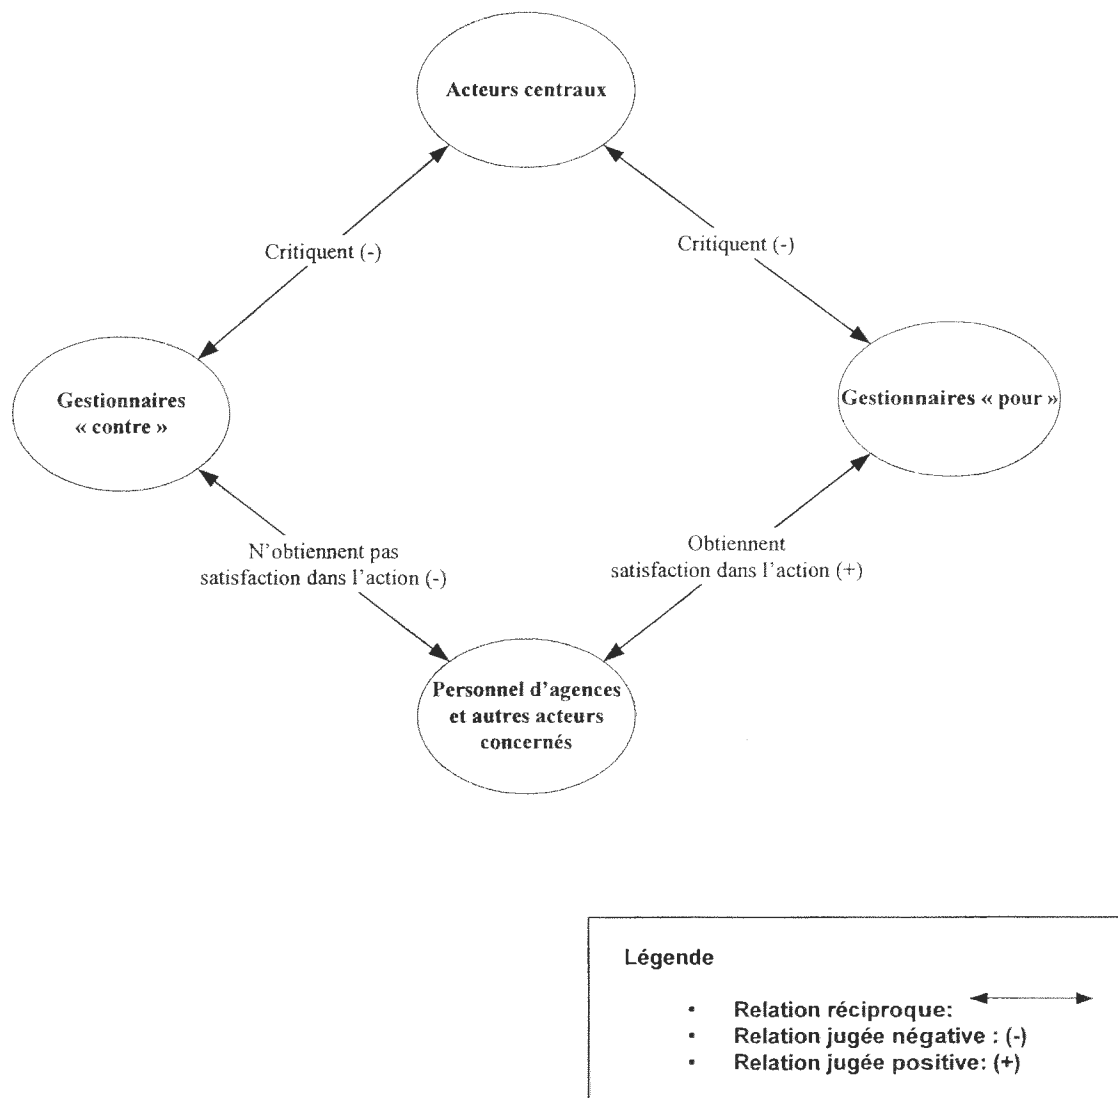 Acteurs centraux
Critiquent (-)
Critiquent (-)
Gestionnaires
« contre »
Gestionnaires « pour »
N'obtiennent pas
satisfaction dans l'action (-)
Obtiennent
satisfaction dans l'action (+)
Personnel d'agences
et autres acteurs
concernés
Légende
• Relation réciproque:
• Relation jugée négative : (-)
• Relation jugée positive: (+)